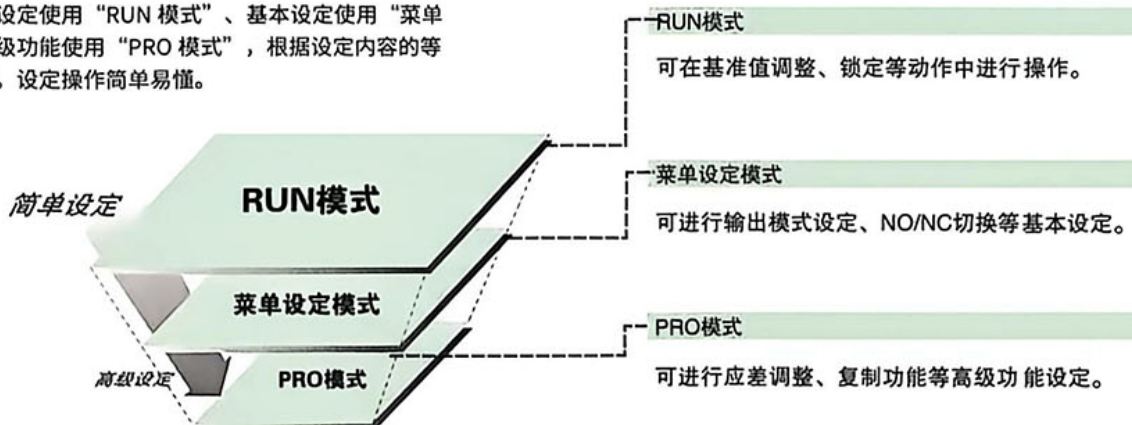 设定使用“RUN 模式”、基本设定使用“菜单
级功能使用“PRO 模式”，根据设定内容的等
，设定操作简单易懂。
RUN模式
可在基准值调整、锁定等动作中进行操作。
简单设定
RUN模式
菜单设定模式
可进行输出模式设定、NO/NC切换等基本设定。
菜单设定模式
PRO模式
高级设定
PRO模式
可进行应差调整、复制功能等高级功能设定。